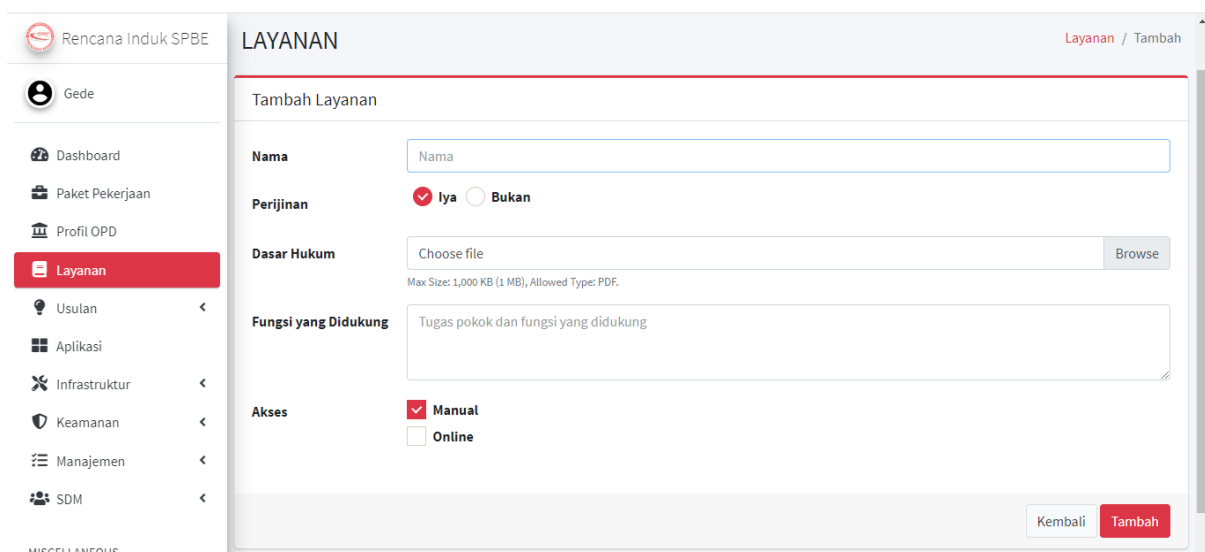 Rencana Induk SPBE
Gede
Dashboard
Paket Pekerjaan
Profil OPD
Layanan
Usulan
Aplikasi
Infrastruktur
Keamanan
Manajemen
SDM
MISCELLANEOUS
LAYANAN
Layanan / Tambah
Tambah Layanan
Nama
Nama
Perijinan
Iya
Bukan
Dasar Hukum
Choose file
Browse
Max Size: 1,000 KB (1 MB), Allowed Type: PDF.
Fungsi yang Didukung
Tugas pokok dan fungsi yang didukung
Akses
Manual
Online
Kembali
Tambah